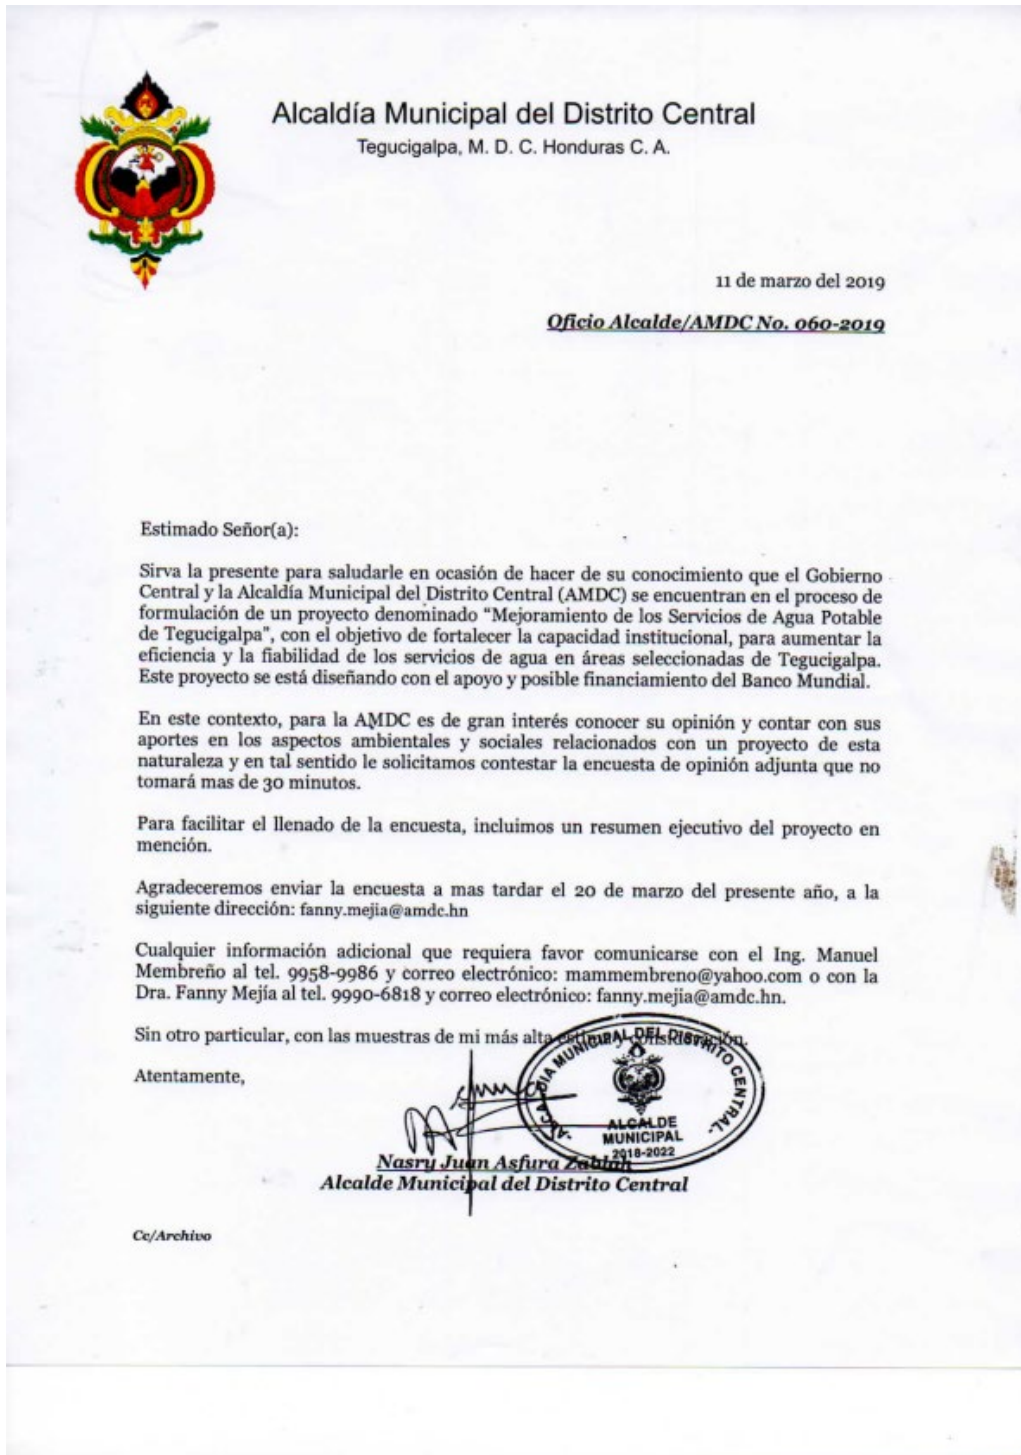 Alcaldía Municipal del Distrito Central
Tegucigalpa, M. D. C. Honduras C. A.
11 de marzo del 2019
Oficio Alcalde/AMDC No. 060-2019
Estimado Señor(a):
Sirva la presente para saludarle en ocasión de hacer de su conocimiento que el Gobierno
Central y la Alcaldía Municipal del Distrito Central (AMDC) se encuentran en el proceso de
formulación de un proyecto denominado “Mejoramiento de los Servicios de Agua Potable
de Tegucigalpa”, con el objetivo de fortalecer la capacidad institucional, para aumentar la
eficiencia y la fiabilidad de los servicios de agua en áreas seleccionadas de Tegucigalpa.
Este proyecto se está diseñando con el apoyo y posible financiamiento del Banco Mundial.
En este contexto, para la AMDC es de gran interés conocer su opinión y contar con sus
aportes en los aspectos ambientales y sociales relacionados con un proyecto de esta
naturaleza y en tal sentido le solicitamos contestar la encuesta de opinión adjunta que no
tomará mas de 30 minutos.
Para facilitar el llenado de la encuesta, incluimos un resumen ejecutivo del proyecto en
mención.
Agradeceremos enviar la encuesta a mas tardar el 20 de marzo del presente año, a la
siguiente dirección: fanny.mejia@amdc.hn
Cualquier información adicional que requiera favor comunicarse con el Ing. Manuel
Membreño al tel. 9958-9986 y correo electrónico: mammembreno@yahoo.com o con la
Dra. Fanny Mejía al tel. 9990-6818 y correo electrónico: fanny.mejia@amdc.hn.
Sin otro particular, con las muestras de mi más alta estima y consideración.
Atentamente,
ALCALDIA MUNICIPAL DEL DISTRITO CENTRAL
ALCALDE
MUNICIPAL
2018-2022
Nasry Juan Asfura Zablah
Alcalde Municipal del Distrito Central
Cc/Archivo